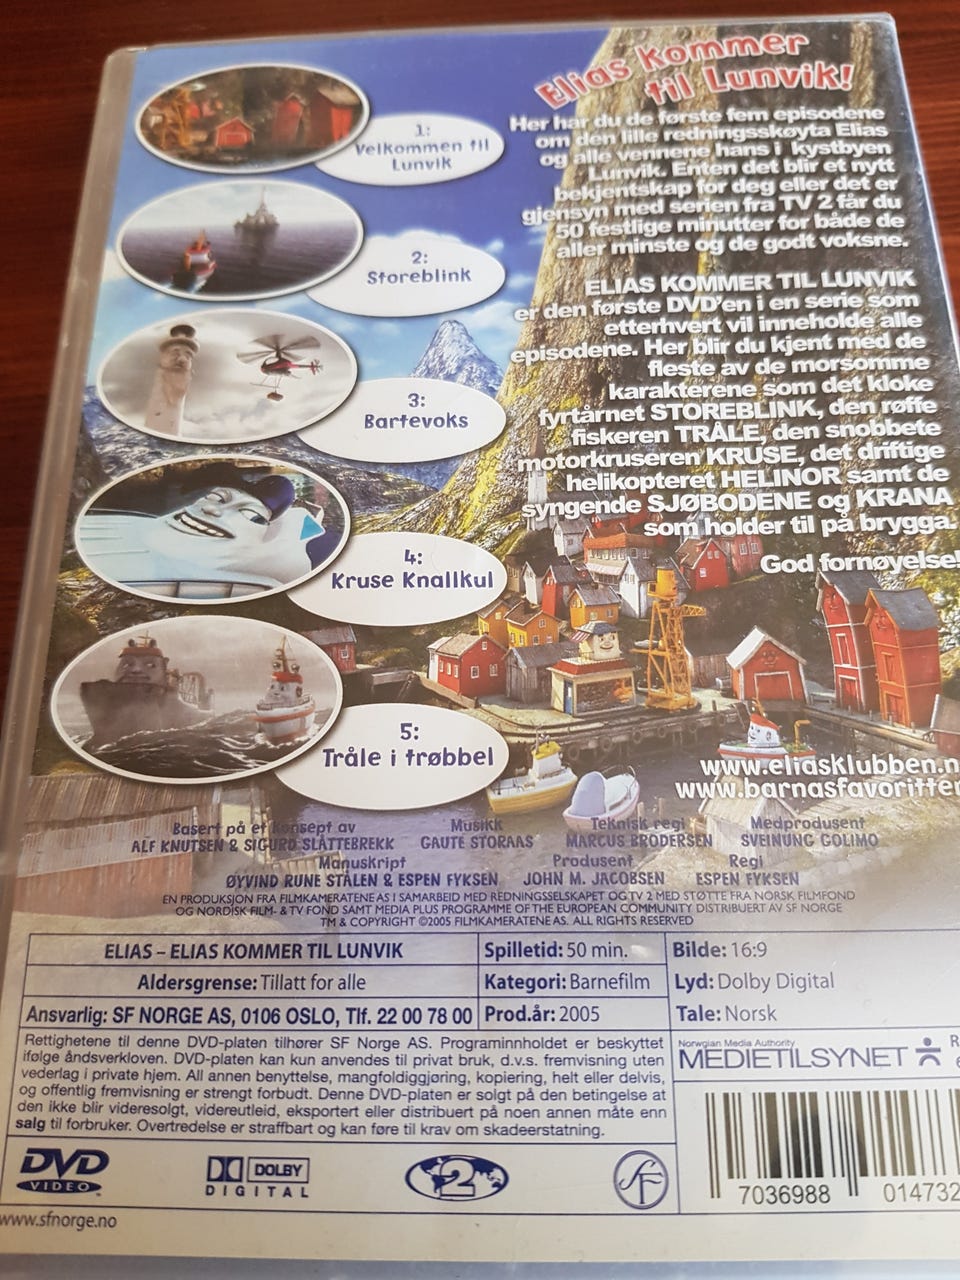 Elias kommer
til Lunvik!
Her har du de første fem episodene
om den lille redningsskøyta Elias
og alle vennene hans i kystbyen
Lunvik. Enten det blir et nytt
bekjentskap for deg eller det er
gjensyn med serien fra TV 2 får du
50 festlige minutter for både de
aller minste og de godt voksne.
ELIAS KOMMER TIL LUNVIK
er den første DVD'en i en serie som
etterhvert vil inneholde alle
episodene. Her blir du kjent med de
fleste av de morsomme
karakterene som det kloke
fyrtårnet STOREBLINK, den røffe
fiskeren TRÅLE, den snobbete
motorkruseren KRUSE, det driftige
helikopteret HELINOR samt de
syngende SJØBODENE og KRANA
som holder til på brygga.
God fornøyelse!
1:
Velkommen til
Lunvik
2:
Storeblink
3:
Bartevoks
4:
Kruse Knallkul
5:
Tråle i trøbbel
www.eliasklubben.n
www.barnasfavoritter
Basert på et konsept av
ALF KNUTSEN & SIGURD SLÅTTEBREKK
Musikk
GAUTE STORAAS
Teknisk regi
MARCUS BRODERSEN
Medprodusent
SVEINUNG GOLIMO
Manuskript
ØYVIND RUNE STÅLEN & ESPEN FYKSEN
Produsent
JOHN M. JACOBSEN
Regi
ESPEN FYKSEN
EN PRODUKSJON FRA FILMKAMERATENE AS I SAMARBEID MED REDNINGSSELSKAPET OG TV 2 MED STØTTE FRA NORSK FILMFOND
OG NORDISK FILM- & TV FOND SAMT MEDIA PLUS PROGRAMME OF THE EUROPEAN COMMUNITY DISTRIBUERT AV SF NORGE
TM & COPYRIGHT ©2005 FILMKAMERATENE AS. ALL RIGHTS RESERVED
ELIAS – ELIAS KOMMER TIL LUNVIK
Spilletid: 50 min.
Bilde: 16:9
Aldersgrense: Tillatt for alle
Kategori: Barnefilm
Lyd: Dolby Digital
Ansvarlig: SF NORGE AS, 0106 OSLO, Tlf. 22 00 78 00
Prod.år: 2005
Tale: Norsk
Rettighetene til denne DVD-platen tilhører SF Norge AS. Programinnholdet er beskyttet
ifølge åndsverkloven. DVD-platen kan kun anvendes til privat bruk, d.v.s. fremvisning uten
vederlag i private hjem. All annen benyttelse, mangfoldiggjøring, kopiering, helt eller delvis,
og offentlig fremvisning er strengt forbudt. Denne DVD-platen er solgt på den betingelse at
den ikke blir videresolgt, videreutleid, eksportert eller distribuert på noen annen måte enn
salg til forbruker. Overtredelse er straffbart og kan føre til krav om skadeerstatning.
Norwegian Media Authority
MEDIETILSYNET
DVD
VIDEO
DOLBY
DIGITAL
2
SF
7036988
014732
www.sfnorge.no